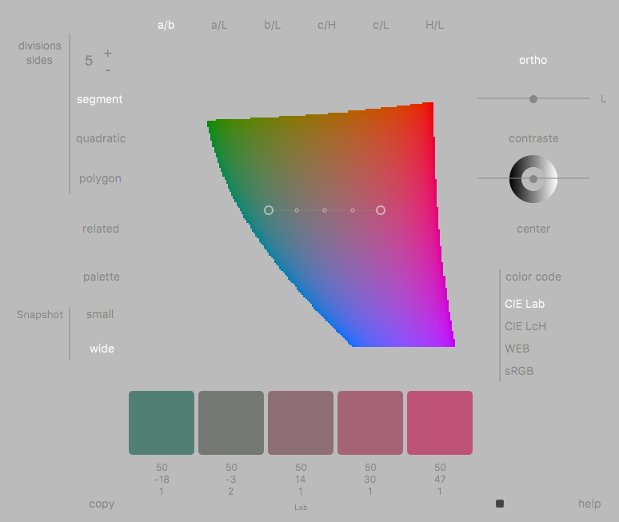 a/b a/L b/L c/H c/L H/L
divisions
sides
5 + -
segment
quadratic
polygon
related
palette
Snapshot small
wide
ortho
L
contraste
center
color code
CIE Lab
CIE LcH
WEB
sRGB
50 50 50 50 50
-18 -3 14 30 47
1 2 1 1 1
Lab
copy
help